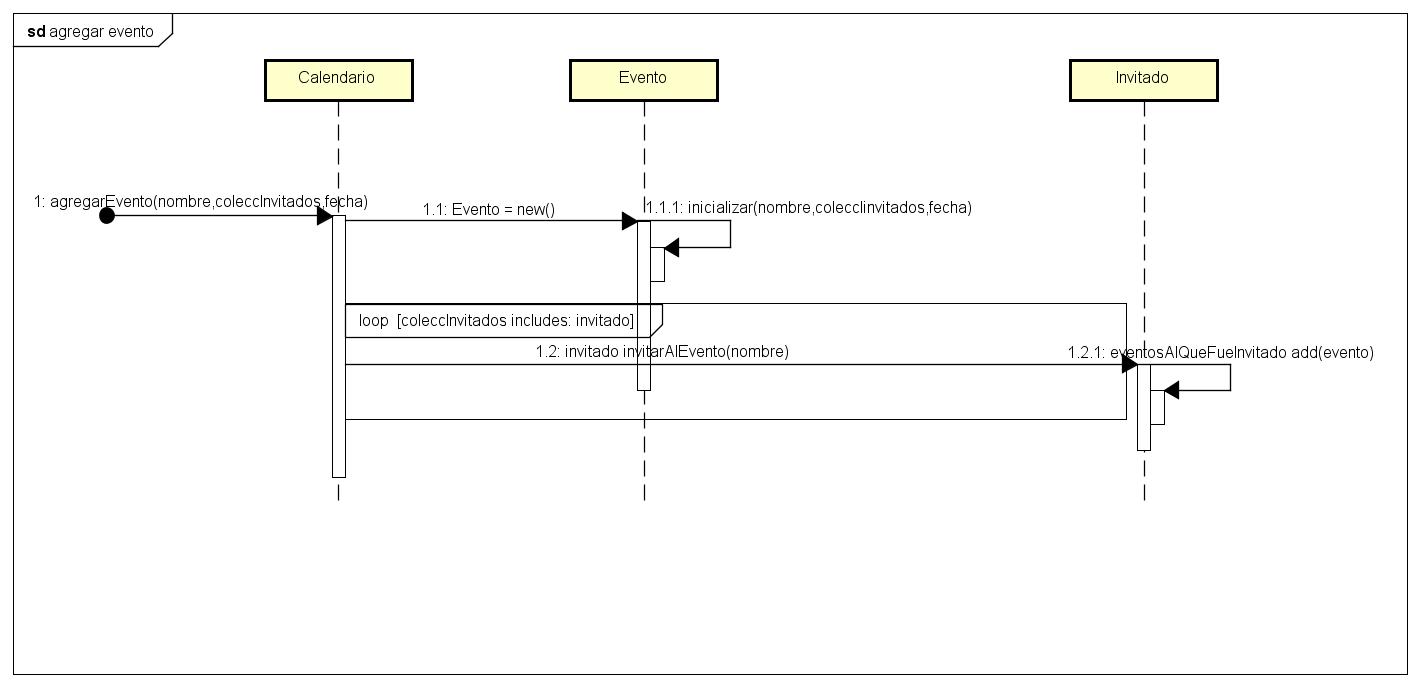 sd agregar evento
Calendario
Evento
Invitado
1: agregarEvento(nombre,coleccInvitados,fecha)
1.1: Evento = new()
1.1.1: inicializar(nombre,coleccIinvitados,fecha)
loop [coleccInvitados includes: invitado]
1.2: invitado invitarAlEvento(nombre)
1.2.1: eventosAlQueFueInvitado add(evento)